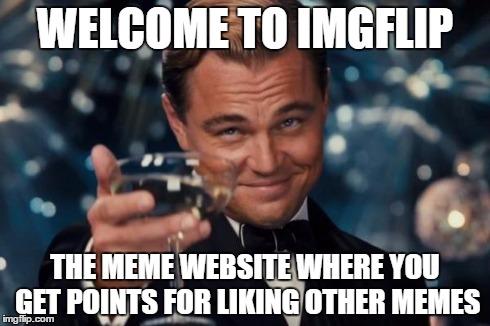 WELCOME TO IMGFLIP
THE MEME WEBSITE WHERE YOU
GET POINTS FOR LIKING OTHER MEMES
imgflip.com